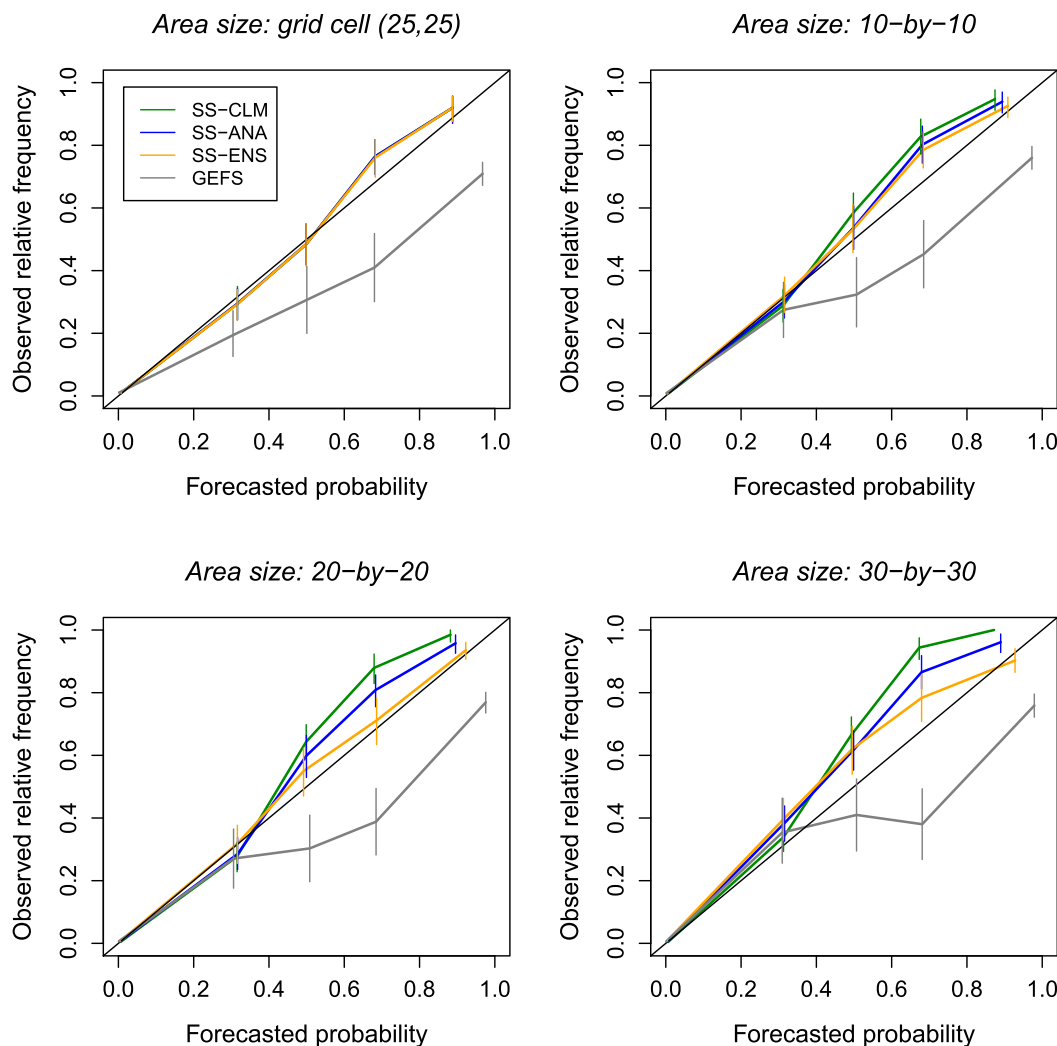 Area size: grid cell (25,25)
Observed relative frequency
1.0
0.8
0.6
0.4
0.2
0.0
SS−CLM
SS−ANA
SS−ENS
GEFS
0.0 0.2 0.4 0.6 0.8 1.0
Forecasted probability
Area size: 10−by−10
Observed relative frequency
1.0
0.8
0.6
0.4
0.2
0.0
0.0 0.2 0.4 0.6 0.8 1.0
Forecasted probability
Area size: 20−by−20
Observed relative frequency
1.0
0.8
0.6
0.4
0.2
0.0
0.0 0.2 0.4 0.6 0.8 1.0
Forecasted probability
Area size: 30−by−30
Observed relative frequency
1.0
0.8
0.6
0.4
0.2
0.0
0.0 0.2 0.4 0.6 0.8 1.0
Forecasted probability